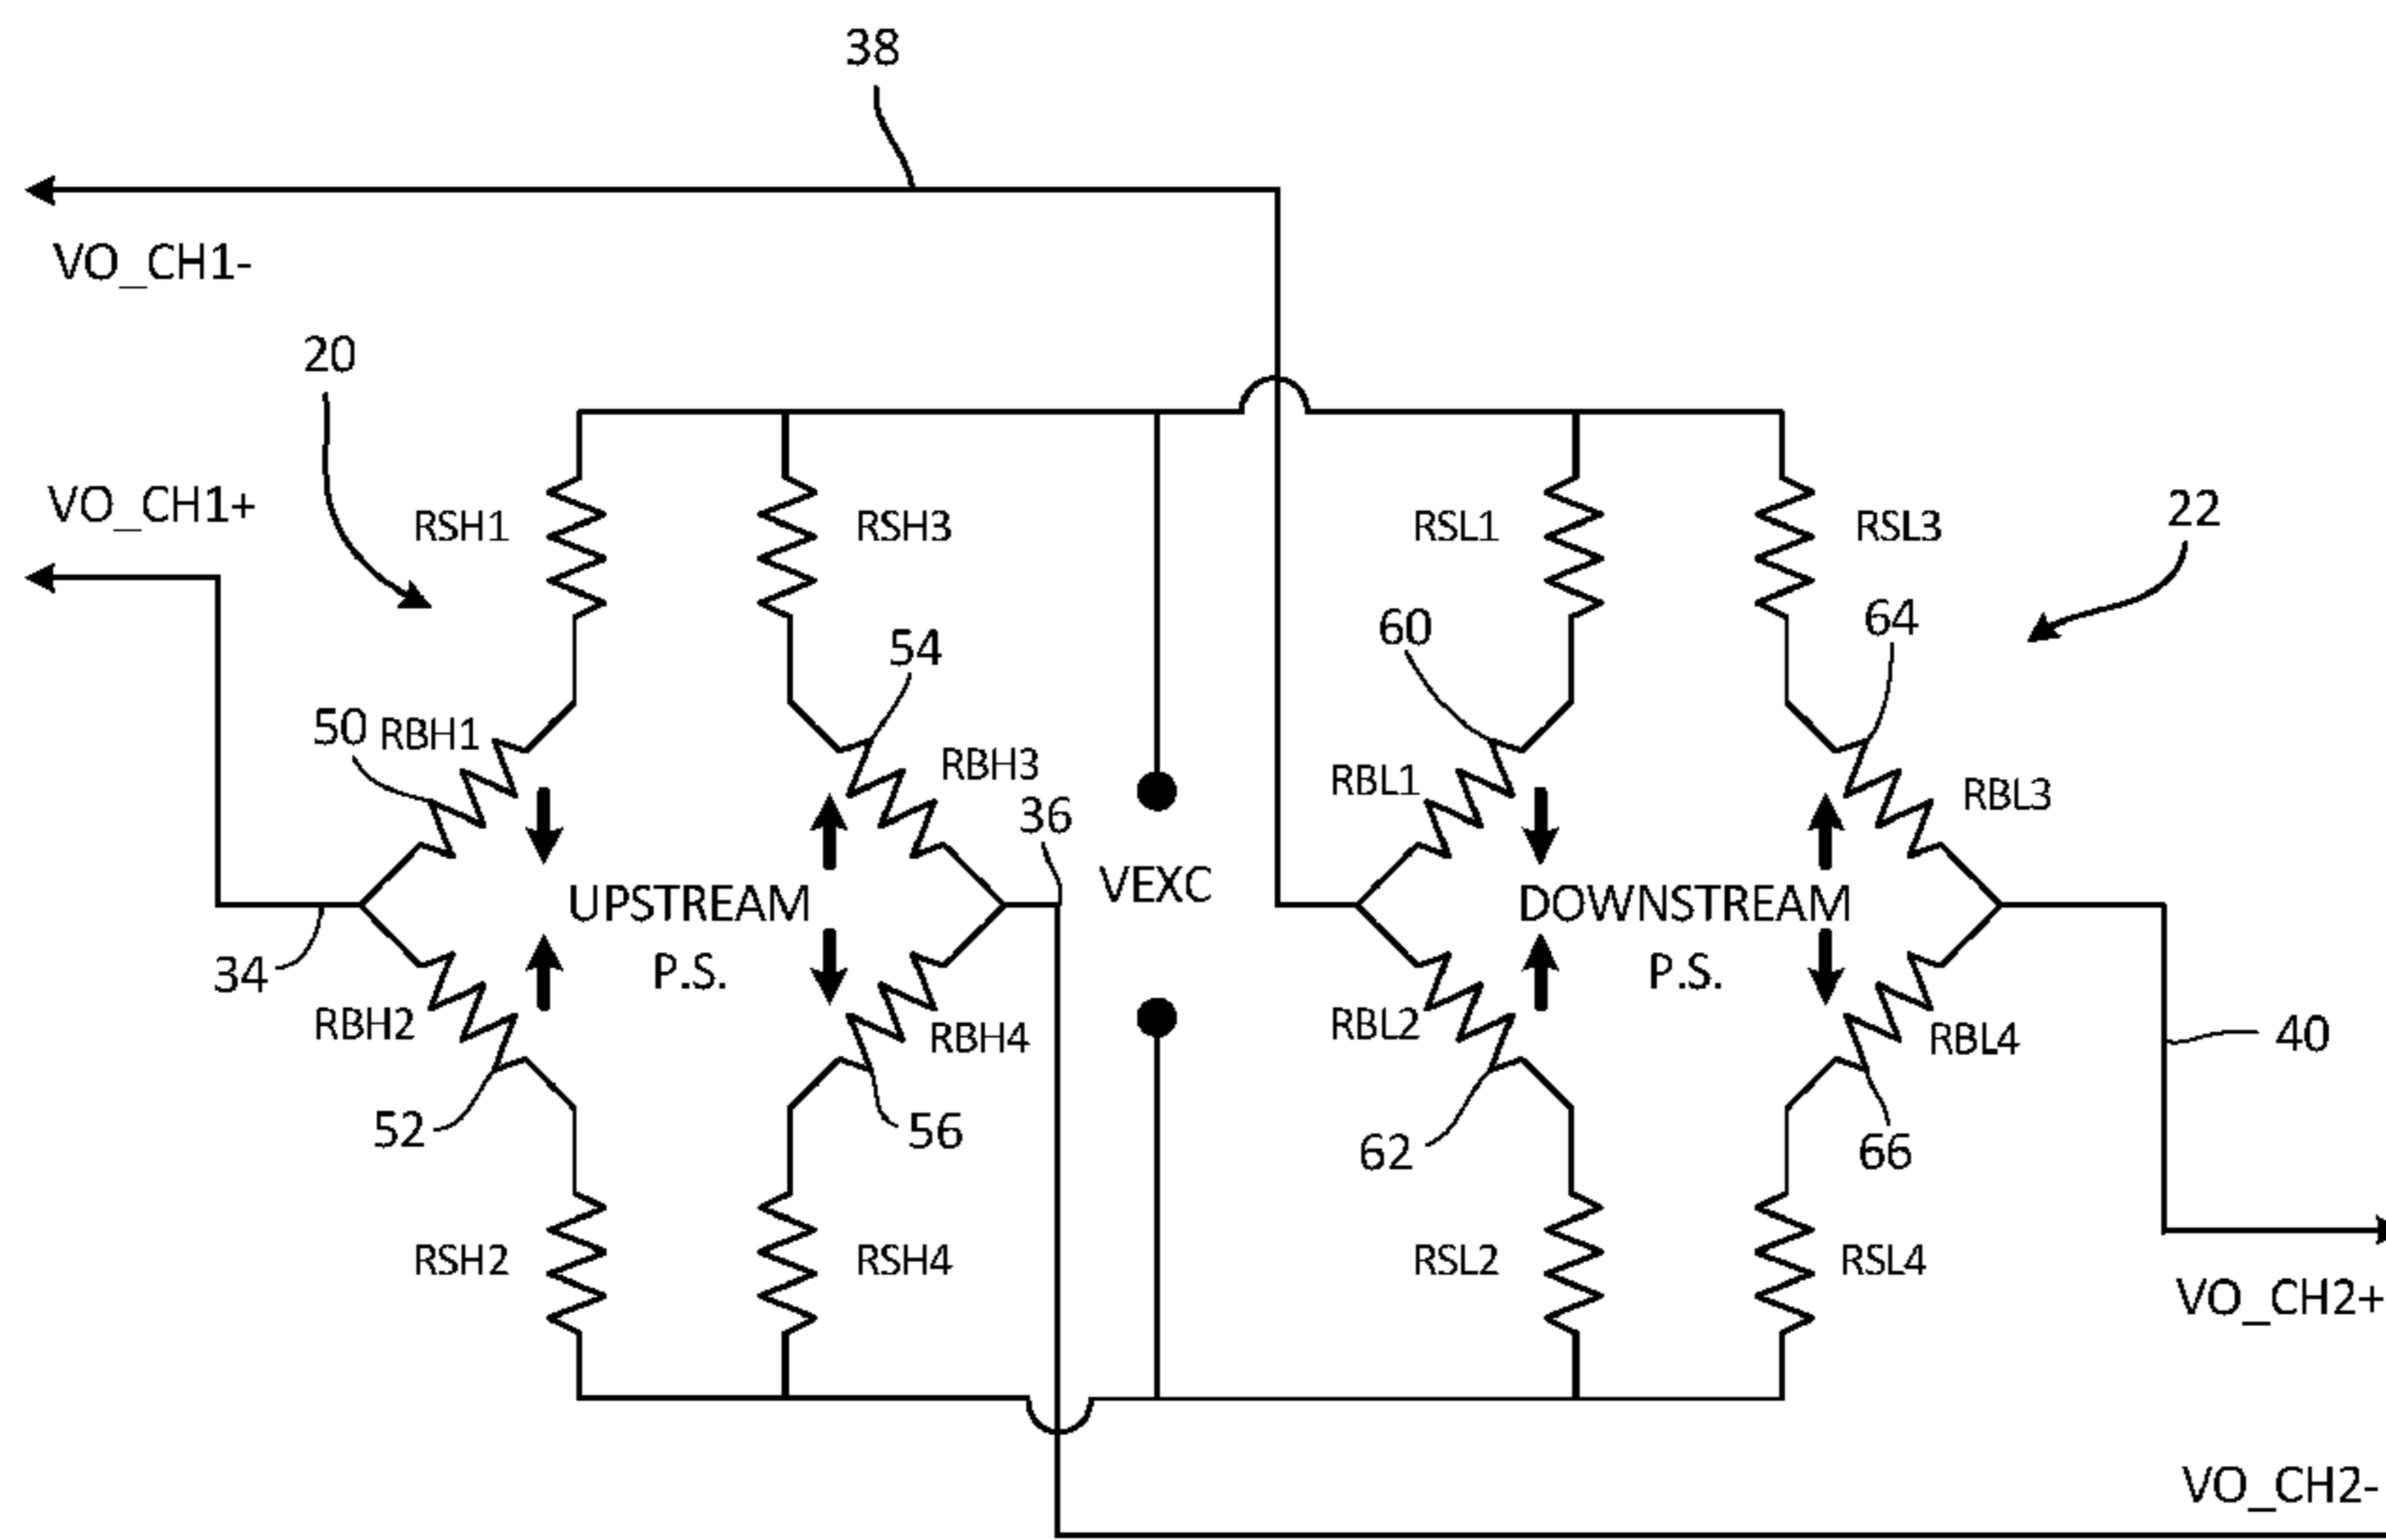 38
VO_CH1-
20
VO_CH1+
RSH1
RSH3
RSL1
RSL3
22
54
60
64
50
RBH1
RBH3
36
RBL1
RBL3
VEXC
UPSTREAM
P.S.
DOWNSTREAM
P.S.
34
RBH2
RBH4
RBL2
RBL4
40
52
56
62
66
RSH2
RSH4
RSL2
RSL4
VO_CH2+
VO_CH2-